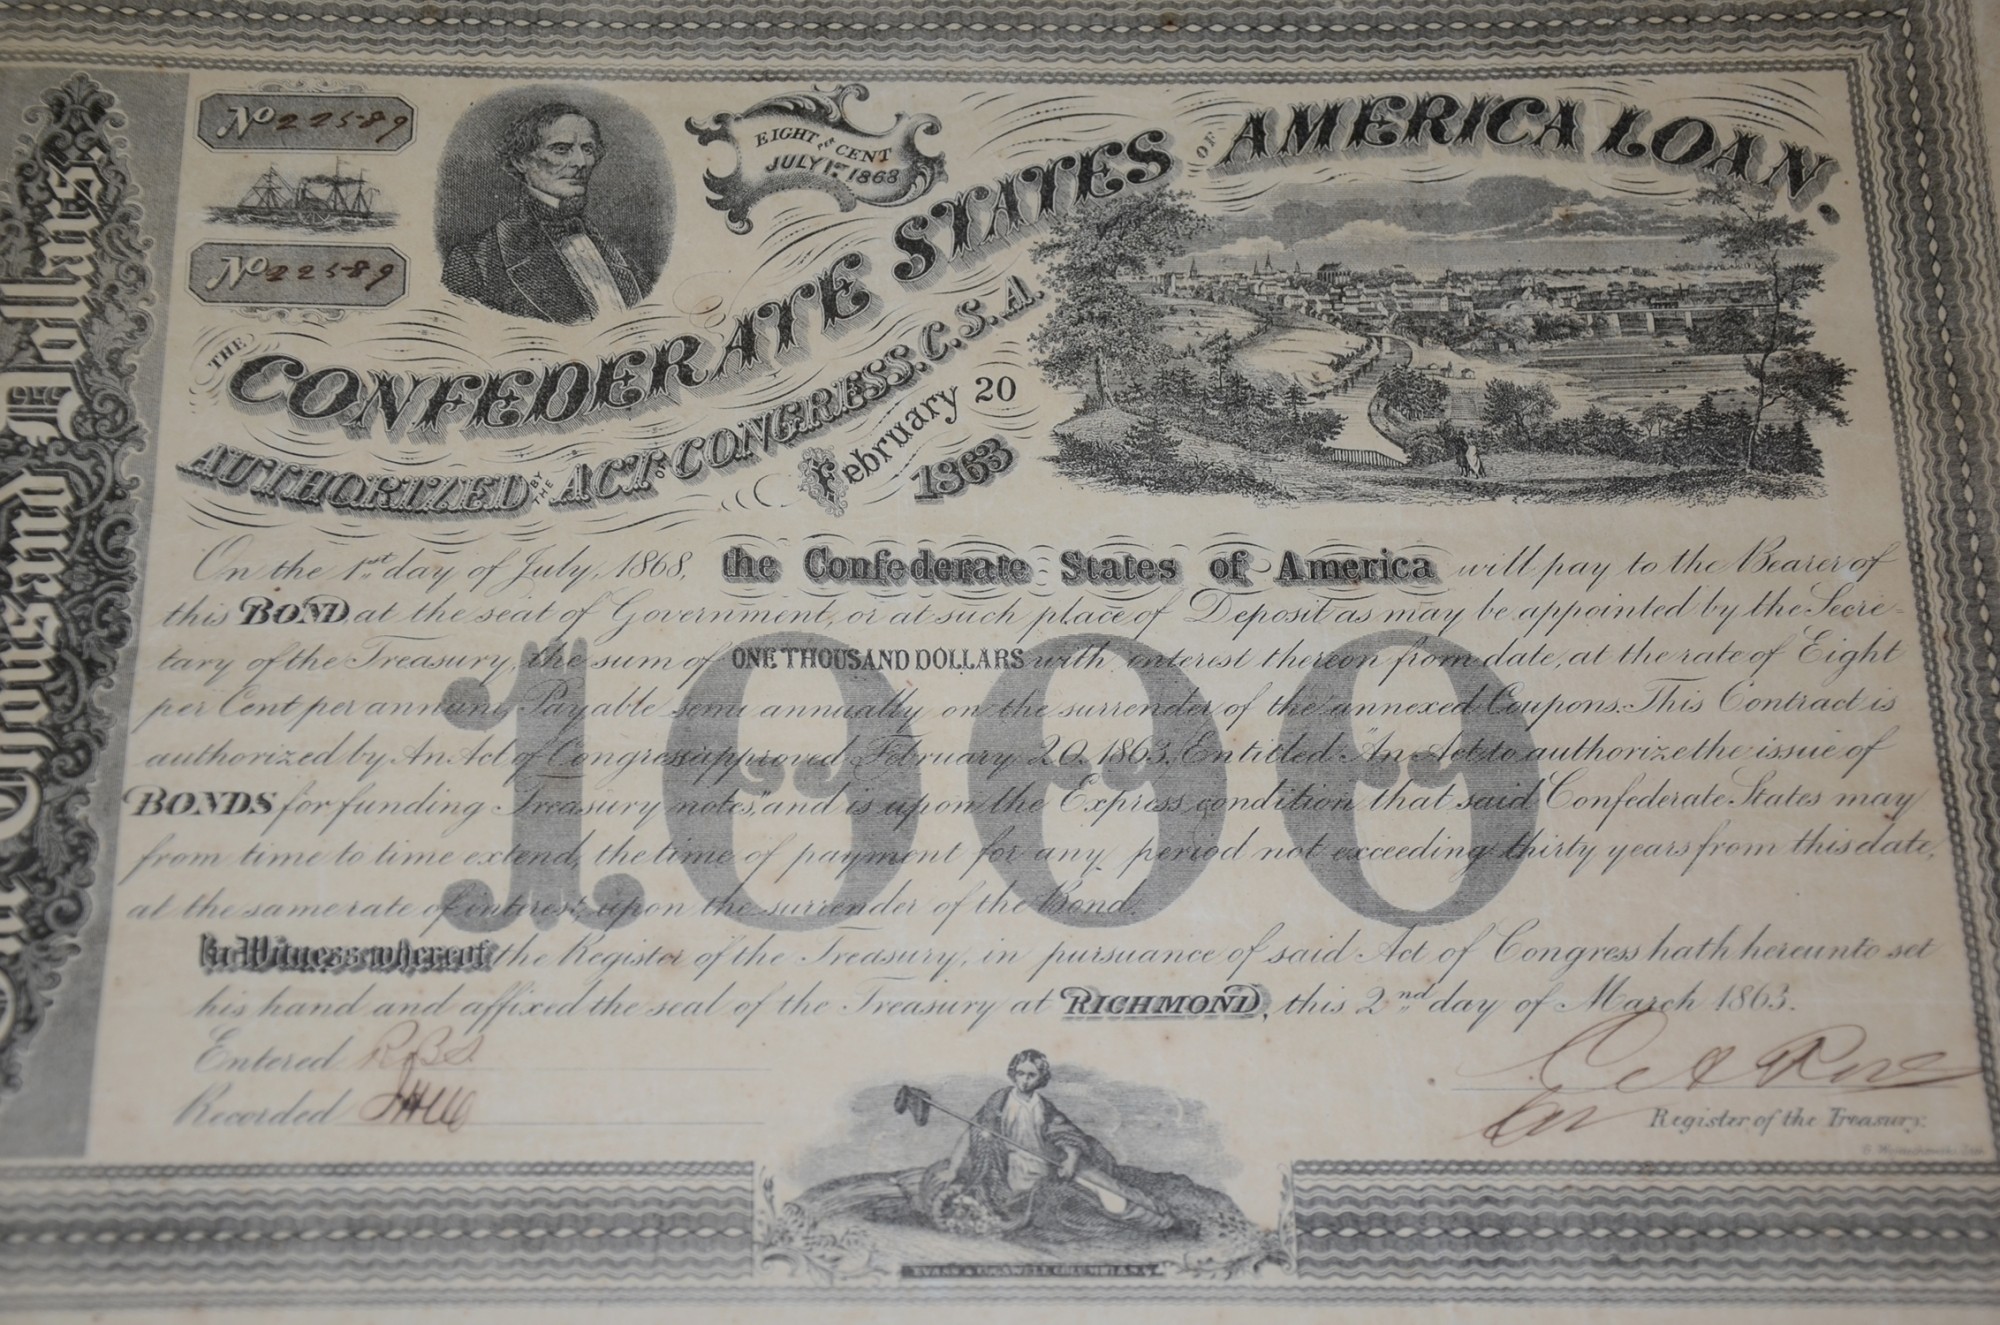 One Thousand Dollars
No 22589
No 22589
EIGHT PER CENT
JULY 1st 1868
THE CONFEDERATE STATES OF AMERICA LOAN.
AUTHORIZED BY THE ACT OF CONGRESS. C. S. A.
February 20
1863
On the 1st day of July, 1868, the Confederate States of America will pay to the Bearer of
this BOND, at the seat of Government, or at such place of Deposit as may be appointed by the Secre=
tary of the Treasury, the sum of ONE THOUSAND DOLLARS with interest thereon from date, at the rate of Eight
per Cent per annum, Payable semi annually on the surrender of the annexed Coupons. This Contract is
authorized by An Act of Congress approved February 20, 1863, Entitled "An Act to authorize the issue of
BONDS for funding Treasury notes," and is upon the Express condition that said Confederate States may
from time to time extend, the time of payment for any period not exceeding thirty years from this date,
at the same rate of interest, upon the surrender of the Bond.
1000
In Witness whereof the Register of the Treasury, in pursuance of said Act of Congress hath hereunto set
his hand and affixed the seal of the Treasury at RICHMOND, this 2nd day of March 1863.
Entered
Recorded
Register of the Treasury.
EVANS & COGSWELL COLUMBIA S.C.